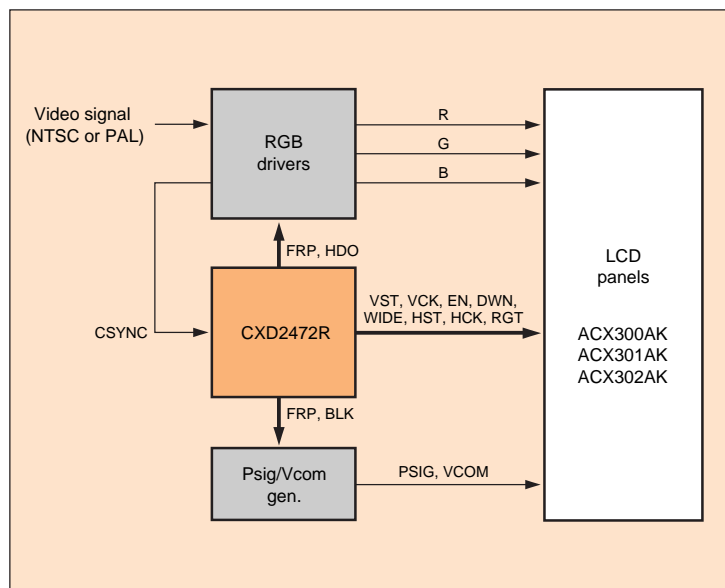 Video signal
(NTSC or PAL)
RGB
drivers
R
G
B
FRP, HDO
CSYNC
CXD2472R
VST, VCK, EN, DWN,
WIDE, HST, HCK, RGT
LCD
panels
ACX300AK
ACX301AK
ACX302AK
FRP, BLK
Psig/Vcom
gen.
PSIG, VCOM